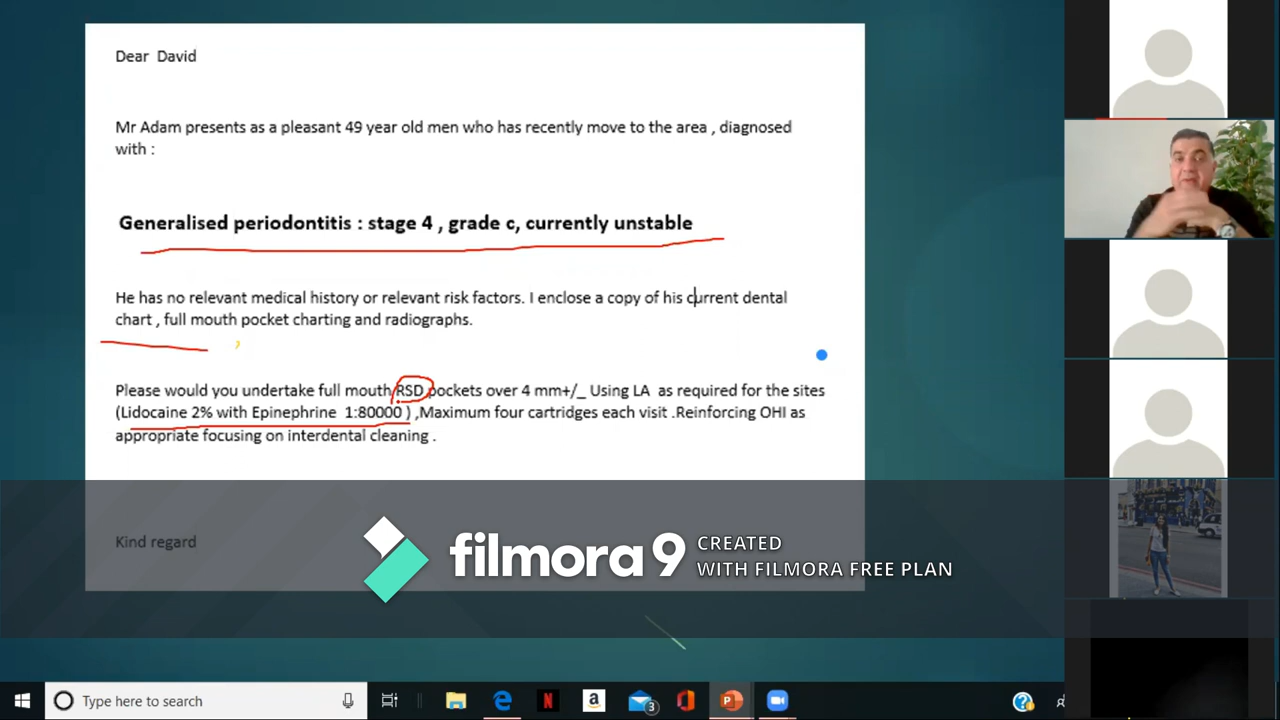 Dear David
Mr Adam presents as a pleasant 49 year old men who has recently move to the area , diagnosed
with :
Generalised periodontitis : stage 4 , grade c, currently unstable
He has no relevant medical history or relevant risk factors. I enclose a copy of his current dental
chart , full mouth pocket charting and radiographs.
Please would you undertake full mouth RSD pockets over 4 mm+/_ Using LA as required for the sites
(Lidocaine 2% with Epinephrine 1:80000 ) ,Maximum four cartridges each visit .Reinforcing OHI as
appropriate focusing on interdental cleaning .
Kind regard
filmora 9
CREATED
WITH FILMORA FREE PLAN
Type here to search
3